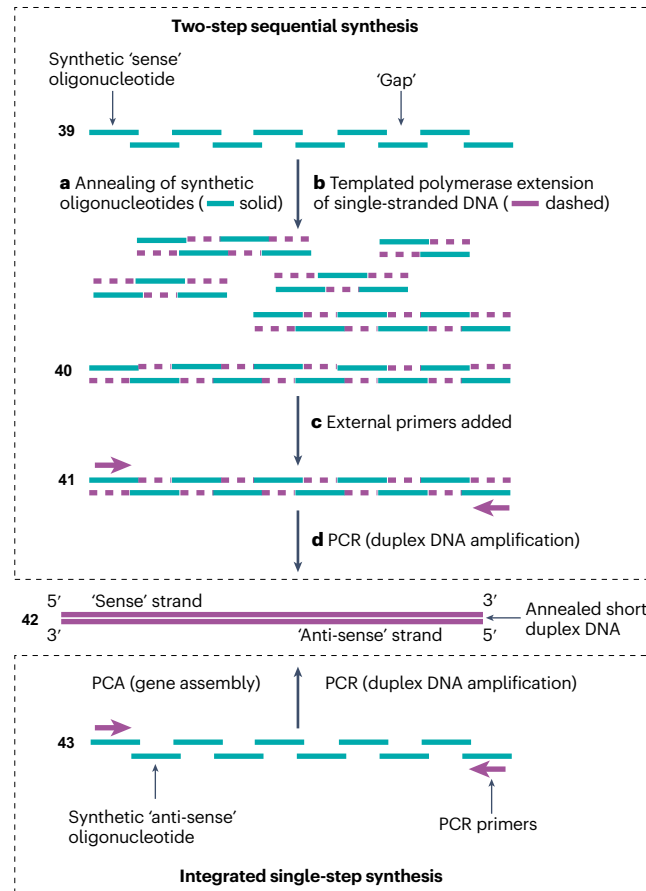 Two-step sequential synthesis
Synthetic ‘sense’
oligonucleotide
‘Gap’
39
a Annealing of synthetic
oligonucleotides ( solid)
b Templated polymerase extension
of single-stranded DNA ( dashed)
40
c External primers added
41
d PCR (duplex DNA amplification)
5′ ‘Sense’ strand 3′
42
3′ ‘Anti-sense’ strand 5′
Annealed short
duplex DNA
PCA (gene assembly) PCR (duplex DNA amplification)
43
Synthetic ‘anti-sense’
oligonucleotide
PCR primers
Integrated single-step synthesis